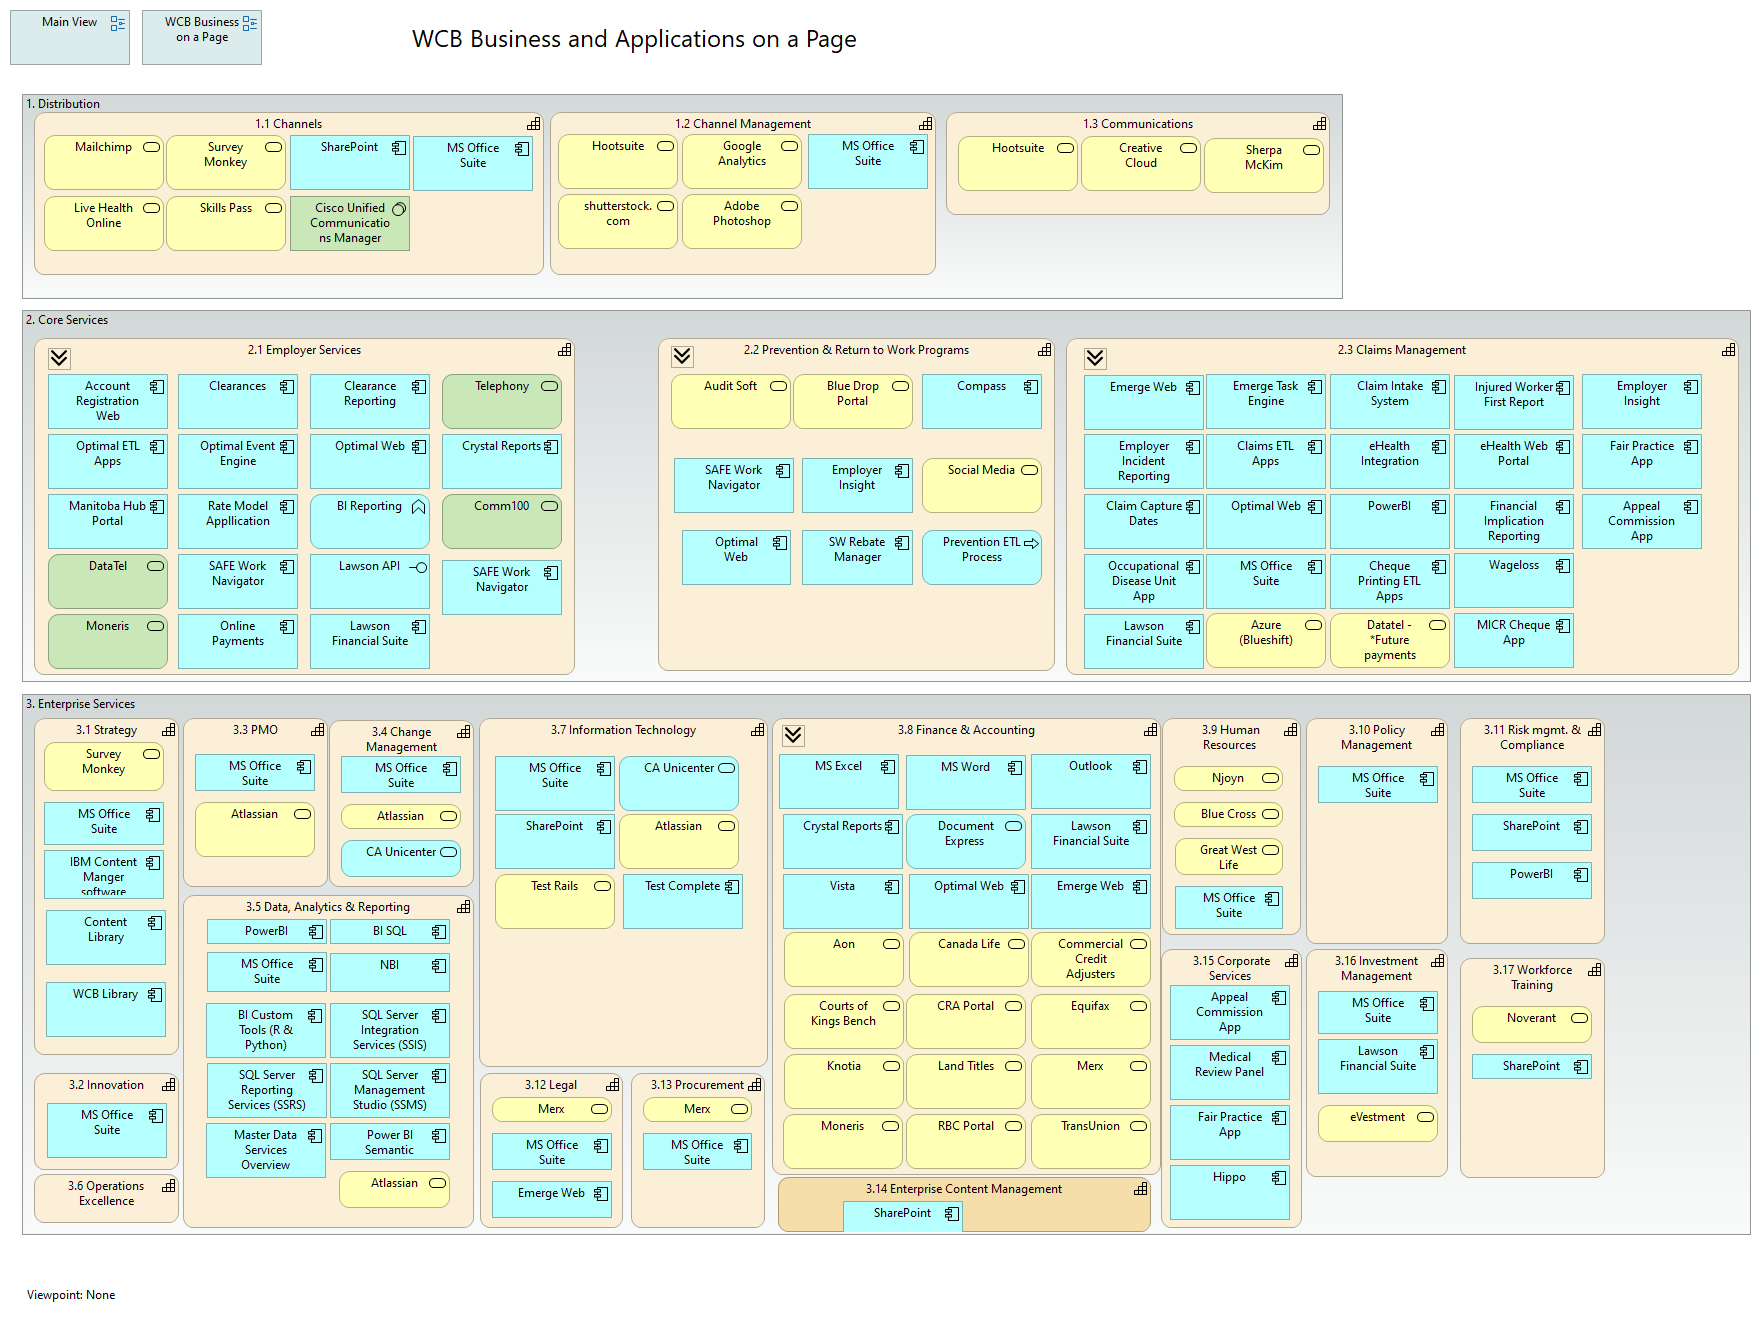 Main View
WCB Business
on a Page
WCB Business and Applications on a Page
1. Distribution
1.1 Channels
Mailchimp
Survey
Monkey
SharePoint
MS Office
Suite
Live Health
Online
Skills Pass
Cisco Unified
Communicatio
ns Manager
1.2 Channel Management
Hootsuite
Google
Analytics
MS Office
Suite
shutterstock.
com
Adobe
Photoshop
1.3 Communications
Hootsuite
Creative
Cloud
Sherpa
McKim
2. Core Services
2.1 Employer Services
Account
Registration
Web
Clearances
Clearance
Reporting
Telephony
Optimal ETL
Apps
Optimal Event
Engine
Optimal Web
Crystal Reports
Manitoba Hub
Portal
Rate Model
Appllication
BI Reporting
Comm100
DataTel
SAFE Work
Navigator
Lawson API
SAFE Work
Navigator
Moneris
Online
Payments
Lawson
Financial Suite
2.2 Prevention & Return to Work Programs
Audit Soft
Blue Drop
Portal
Compass
SAFE Work
Navigator
Employer
Insight
Social Media
Optimal
Web
SW Rebate
Manager
Prevention ETL
Process
2.3 Claims Management
Emerge Web
Emerge Task
Engine
Claim Intake
System
Injured Worker
First Report
Employer
Insight
Employer
Incident
Reporting
Claims ETL
Apps
eHealth
Integration
eHealth Web
Portal
Fair Practice
App
Claim Capture
Dates
Optimal Web
PowerBI
Financial
Implication
Reporting
Appeal
Commission
App
Occupational
Disease Unit
App
MS Office
Suite
Cheque
Printing ETL
Apps
Wageloss
Lawson
Financial Suite
Azure
(Blueshift)
Datatel -
*Future
payments
MICR Cheque
App
3. Enterprise Services
3.1 Strategy
Survey
Monkey
MS Office
Suite
IBM Content
Manger
software
Content
Library
WCB Library
3.2 Innovation
MS Office
Suite
3.6 Operations
Excellence
3.3 PMO
MS Office
Suite
Atlassian
3.4 Change
Management
MS Office
Suite
Atlassian
CA Unicenter
3.5 Data, Analytics & Reporting
PowerBI
BI SQL
MS Office
Suite
NBI
BI Custom
Tools (R &
Python)
SQL Server
Integration
Services (SSIS)
SQL Server
Reporting
Services (SSRS)
SQL Server
Management
Studio (SSMS)
Master Data
Services
Overview
Power BI
Semantic
Atlassian
3.7 Information Technology
MS Office
Suite
CA Unicenter
SharePoint
Atlassian
Test Rails
Test Complete
3.12 Legal
Merx
MS Office
Suite
Emerge Web
3.13 Procurement
Merx
MS Office
Suite
3.8 Finance & Accounting
MS Excel
MS Word
Outlook
Crystal Reports
Document
Express
Lawson
Financial Suite
Vista
Optimal Web
Emerge Web
Aon
Canada Life
Commercial
Credit
Adjusters
Courts of
Kings Bench
CRA Portal
Equifax
Knotia
Land Titles
Merx
Moneris
RBC Portal
TransUnion
3.14 Enterprise Content Management
SharePoint
3.9 Human
Resources
Njoyn
Blue Cross
Great West
Life
MS Office
Suite
3.15 Corporate
Services
Appeal
Commission
App
Medical
Review Panel
Fair Practice
App
Hippo
3.10 Policy
Management
MS Office
Suite
3.16 Investment
Management
MS Office
Suite
Lawson
Financial Suite
eVestment
3.11 Risk mgmt. &
Compliance
MS Office
Suite
SharePoint
PowerBI
3.17 Workforce
Training
Noverant
SharePoint
Viewpoint: None